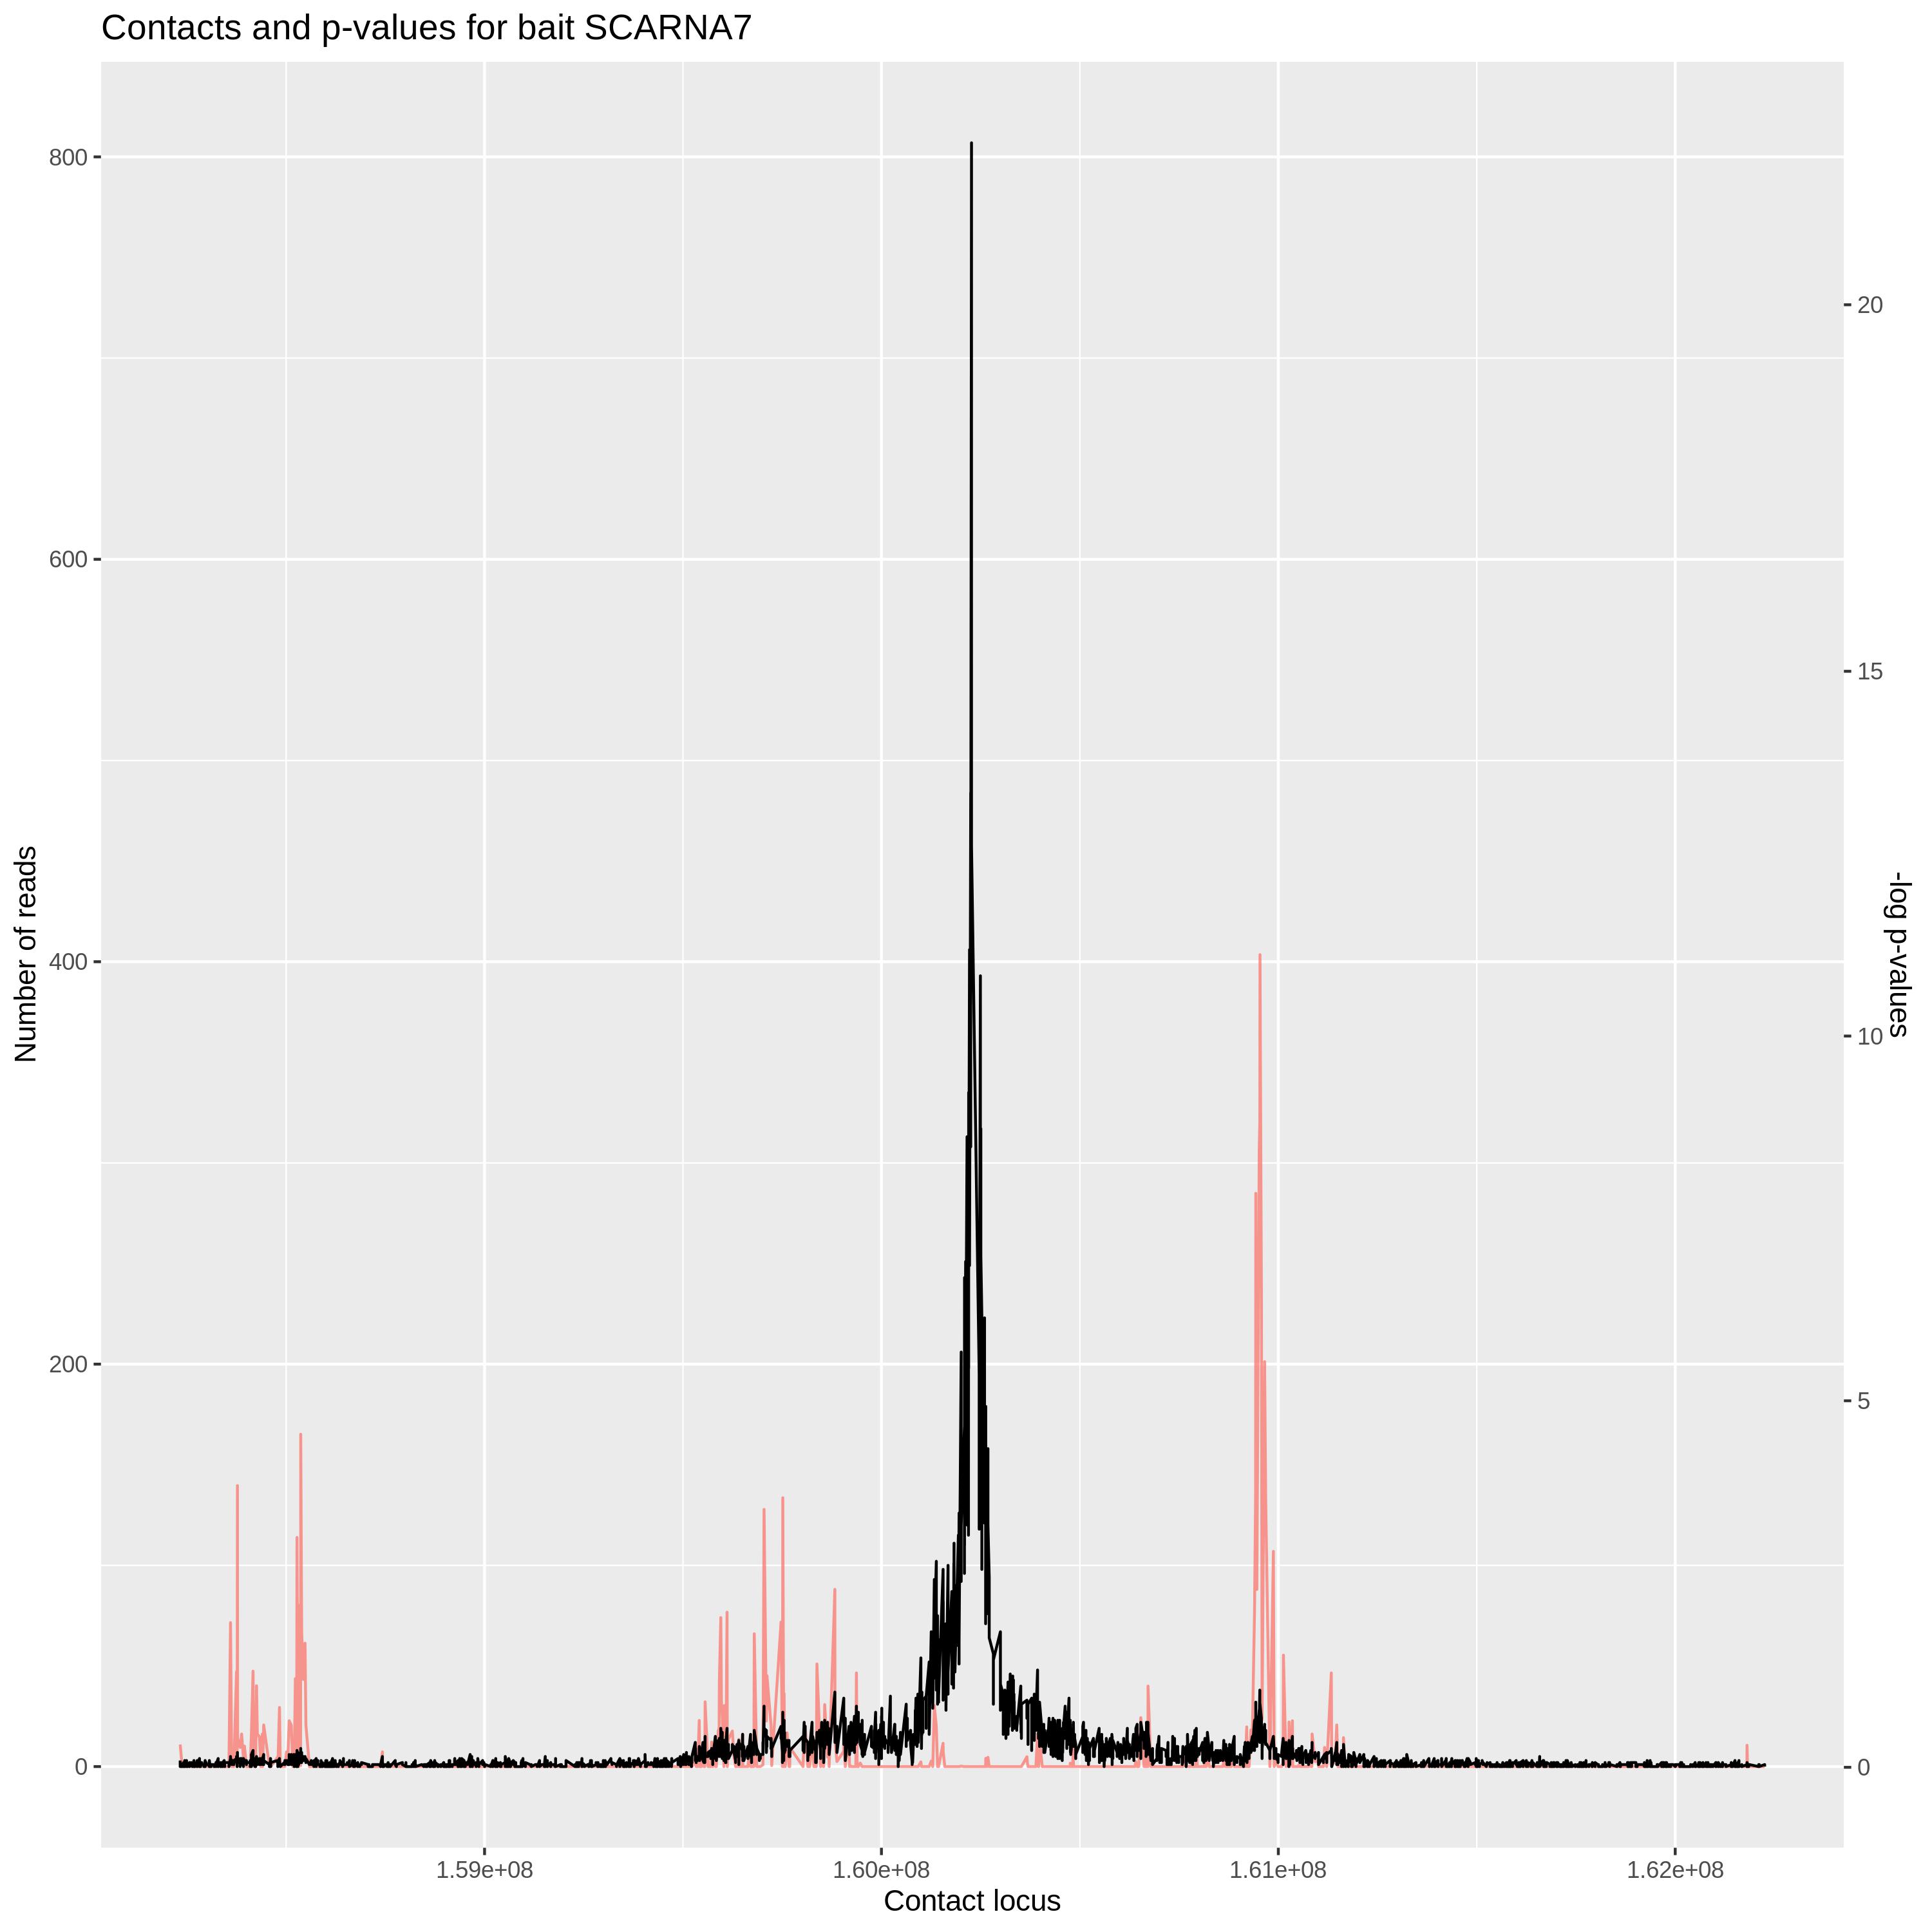 Contacts and p-values for bait SCARNA7
800
600
400
200
0
Number of reads
20
15
10
5
0
-log p-values
1.59e+08
1.60e+08
1.61e+08
1.62e+08
Contact locus